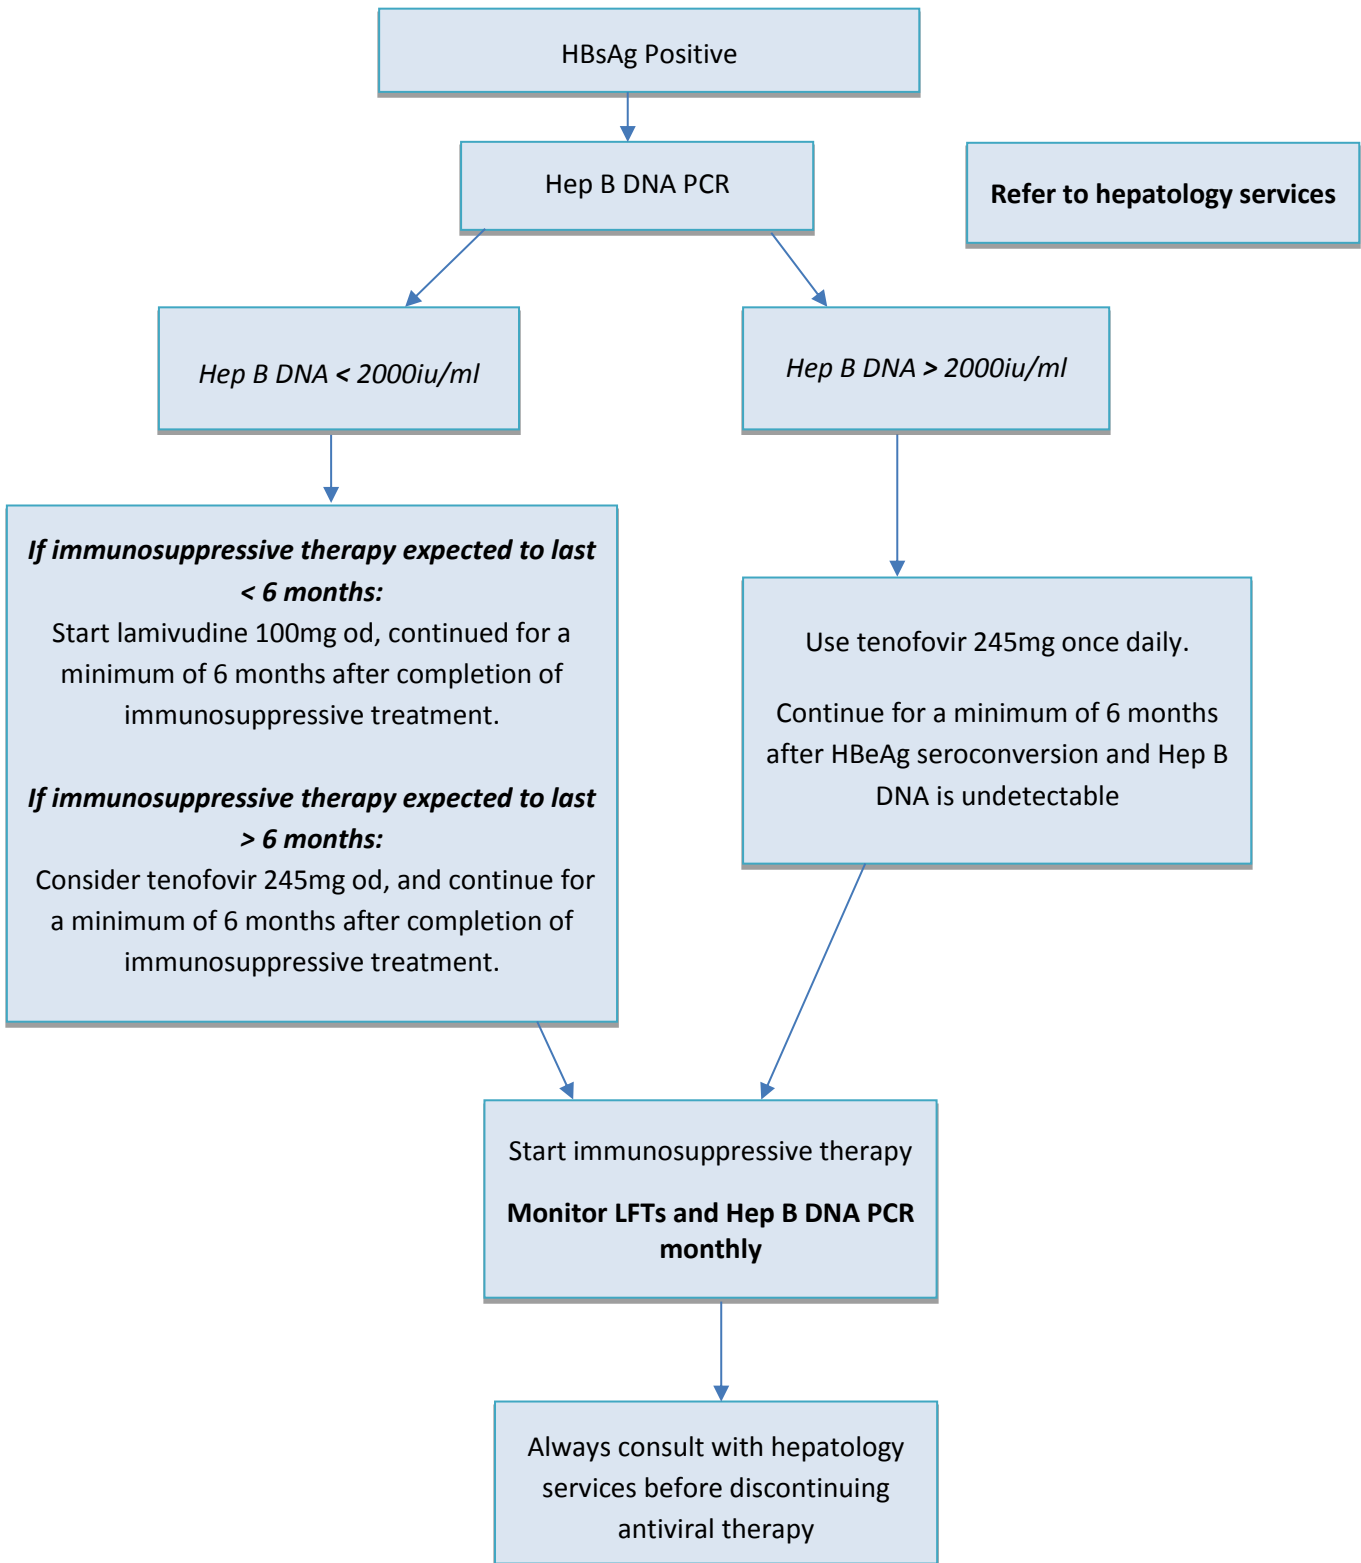 HBsAg Positive
Hep B DNA PCR
Refer to hepatology services
Hep B DNA < 2000iu/ml
Hep B DNA > 2000iu/ml
If immunosuppressive therapy expected to last
< 6 months:
Start lamivudine 100mg od, continued for a
minimum of 6 months after completion of
immunosuppressive treatment.
If immunosuppressive therapy expected to last
> 6 months:
Consider tenofovir 245mg od, and continue for
a minimum of 6 months after completion of
immunosuppressive treatment.
Use tenofovir 245mg once daily.
Continue for a minimum of 6 months
after HBeAg seroconversion and Hep B
DNA is undetectable
Start immunosuppressive therapy
Monitor LFTs and Hep B DNA PCR
monthly
Always consult with hepatology
services before discontinuing
antiviral therapy